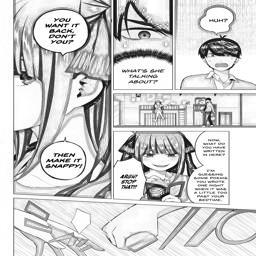 YOU
WANT IT
BACK,
DON'T
YOU?
WHAT'S SHE
TALKING
ABOUT?
HUH?
THEN
MAKE IT
SNAPPY!
ARGH!
STOP
THAT!!
NOW,
WHAT DO
YOU HAVE
WRITTEN
IN HERE?
I'M
GUESSING
SOME POEMS
YOU WROTE
ONE NIGHT
WHEN IT WAS
A LITTLE TOO
PAST YOUR
BEDTIME.